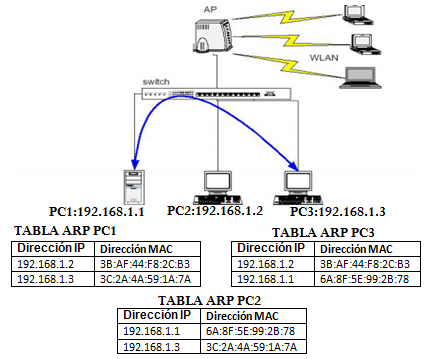 AP
WLAN
switch
PC1:192.168.1.1
PC2:192.168.1.2
PC3:192.168.1.3
TABLA ARP PC1
Dirección IP Dirección MAC
192.168.1.2 3B:AF:44:F8:2C:B3
192.168.1.3 3C:2A:4A:59:1A:7A
TABLA ARP PC3
Dirección IP Dirección MAC
192.168.1.2 3B:AF:44:F8:2C:B3
192.168.1.1 6A:8F:5E:99:2B:78
TABLA ARP PC2
Dirección IP Dirección MAC
192.168.1.1 6A:8F:5E:99:2B:78
192.168.1.3 3C:2A:4A:59:1A:7A